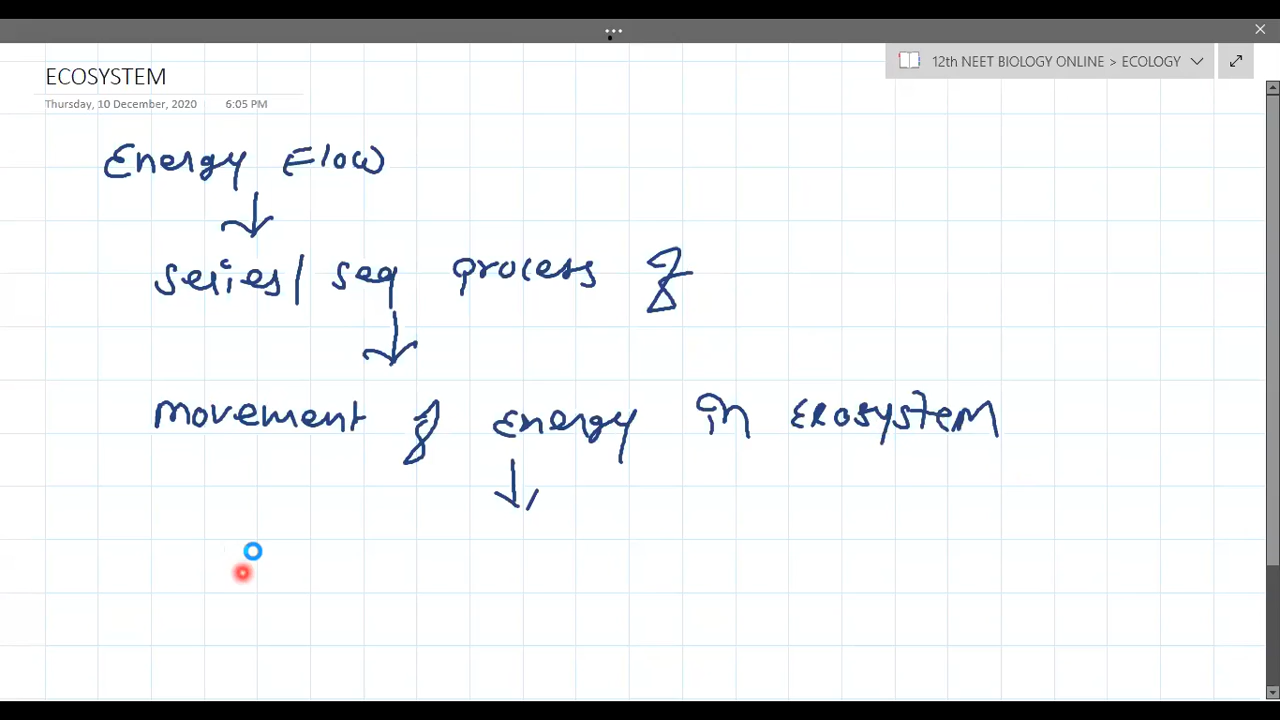 12th NEET BIOLOGY ONLINE > ECOLOGY
ECOSYSTEM
Thursday, 10 December, 2020 6:05 PM
Energy Flow
series/ seq process of
movement of energy in Ecosystem